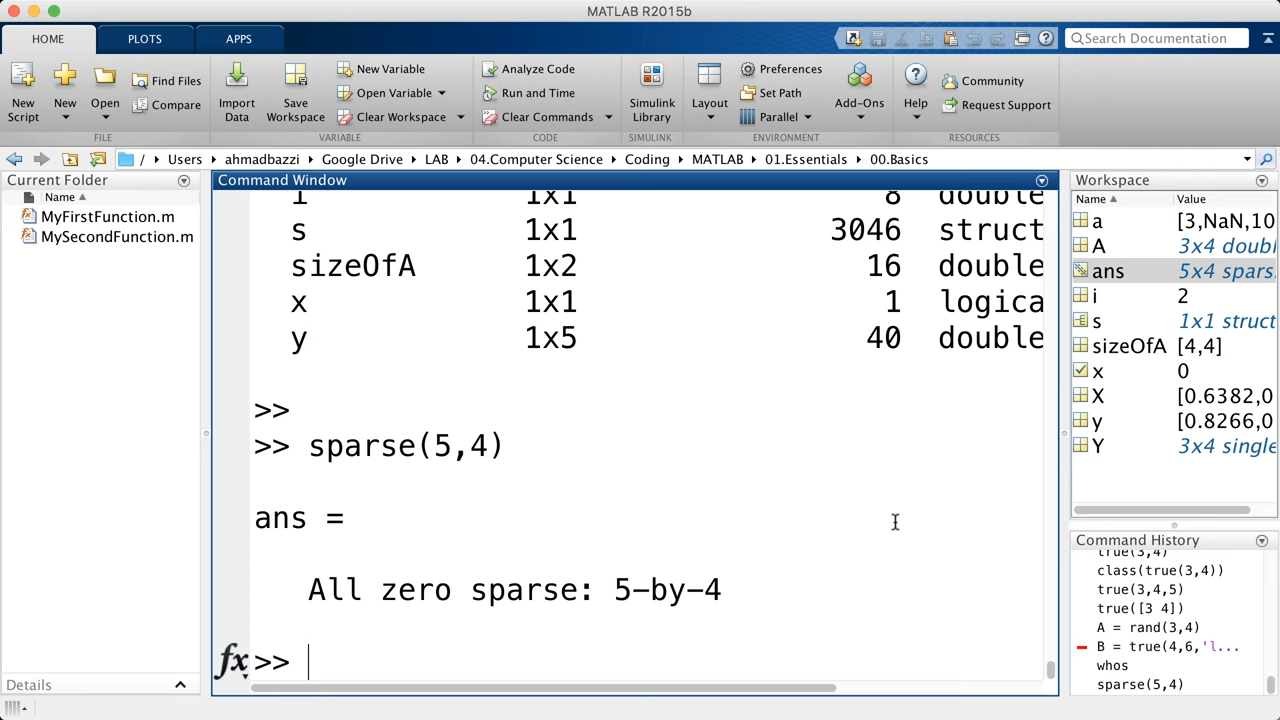 MATLAB R2015b
HOME PLOTS APPS
Search Documentation
New Script
New
Open
Find Files
Compare
FILE
Import Data
Save Workspace
New Variable
Open Variable
Clear Workspace
VARIABLE
Analyze Code
Run and Time
Clear Commands
CODE
Simulink Library
SIMULINK
Layout
Preferences
Set Path
Parallel
ENVIRONMENT
Add-Ons
Help
Community
Request Support
RESOURCES
/ Users ahmadbazzi Google Drive LAB 04.Computer Science Coding MATLAB 01.Essentials 00.Basics
Current Folder
Name
MyFirstFunction.m
MySecondFunction.m
Details
Command Window
i 1x1 8 double
s 1x1 3046 struct
sizeOfA 1x2 16 double
x 1x1 1 logica
y 1x5 40 double
>>
>> sparse(5,4)
ans =
All zero sparse: 5-by-4
fx >>
Workspace
Name Value
a [3,NaN,10
A 3x4 doubl
ans 5x4 spars
i 2
s 1x1 struct
sizeOfA [4,4]
x 0
X [0.6382,0
y [0.8266,0
Y 3x4 single
Command History
true(3,4)
class(true(3,4))
true(3,4,5)
true([3 4])
A = rand(3,4)
B = true(4,6,'l...
whos
sparse(5,4)